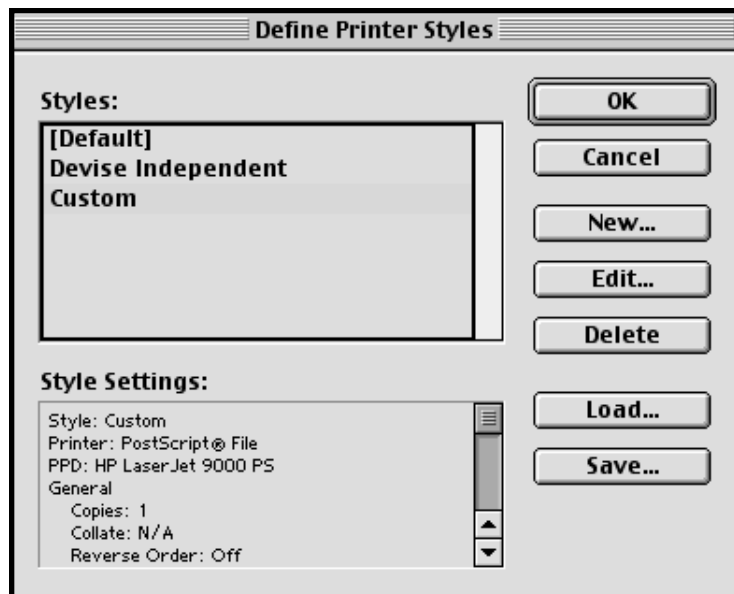 Define Printer Styles
Styles:
[Default]
Devise Independent
Custom
OK
Cancel
New...
Edit...
Delete
Style Settings:
Style: Custom
Printer: PostScript® File
PPD: HP LaserJet 9000 PS
General
Copies: 1
Collate: N/A
Reverse Order: Off
Load...
Save...